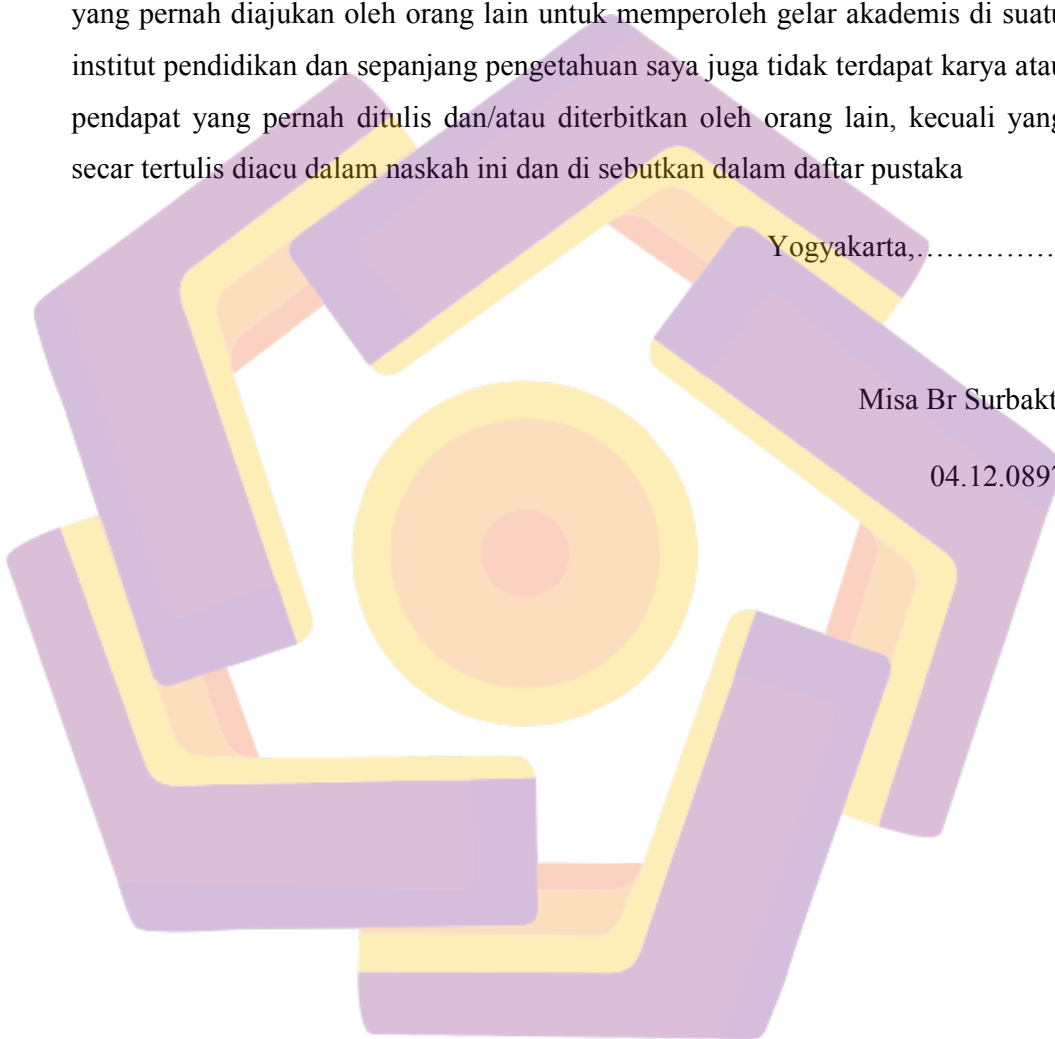 yang pernah diajukan oleh orang lain untuk memperoleh gelar akademis di suatu
institut pendidikan dan sepanjang pengetahuan saya juga tidak terdapat karya atau
pendapat yang pernah ditulis dan/atau diterbitkan oleh orang lain, kecuali yang
secar tertulis diacu dalam naskah ini dan di sebutkan dalam daftar pustaka
Yogyakarta,..............
Misa Br Surbakt
04.12.0897